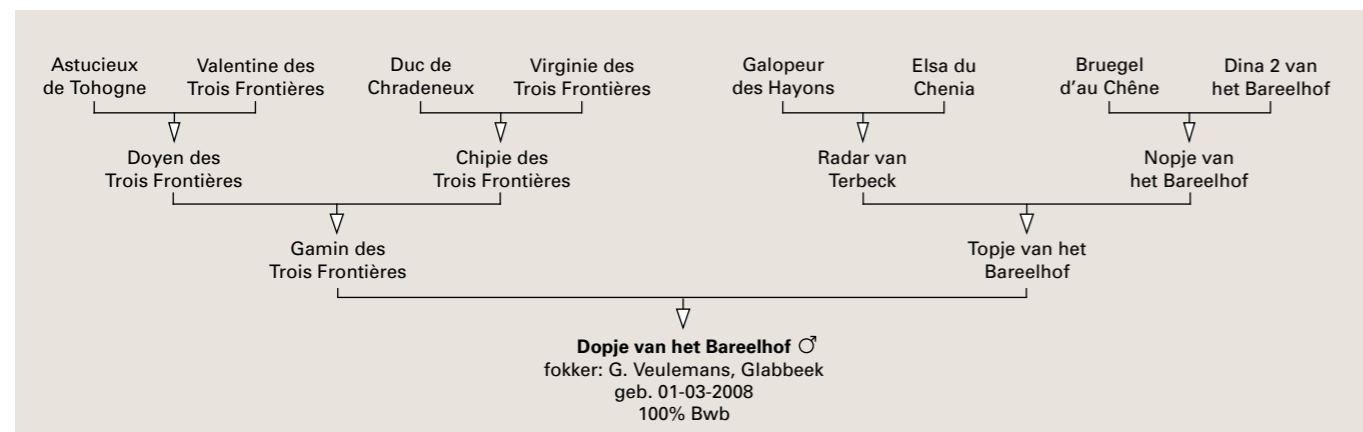 Astucieux
de Tohogne
Valentine des
Trois Frontières
Duc de
Chradeneux
Virginie des
Trois Frontières
Galopeur
des Hayons
Elsa du
Chenia
Bruegel
d'au Chêne
Dina 2 van
het Bareelhof
Doyen des
Trois Frontières
Chipie des
Trois Frontières
Radar van
Terbeck
Nopje van
het Bareelhof
Gamin des
Trois Frontières
Topje van het
Bareelhof
Dopje van het Bareelhof ♂
fokker: G. Veulemans, Glabbeek
geb. 01-03-2008
100% Bwb